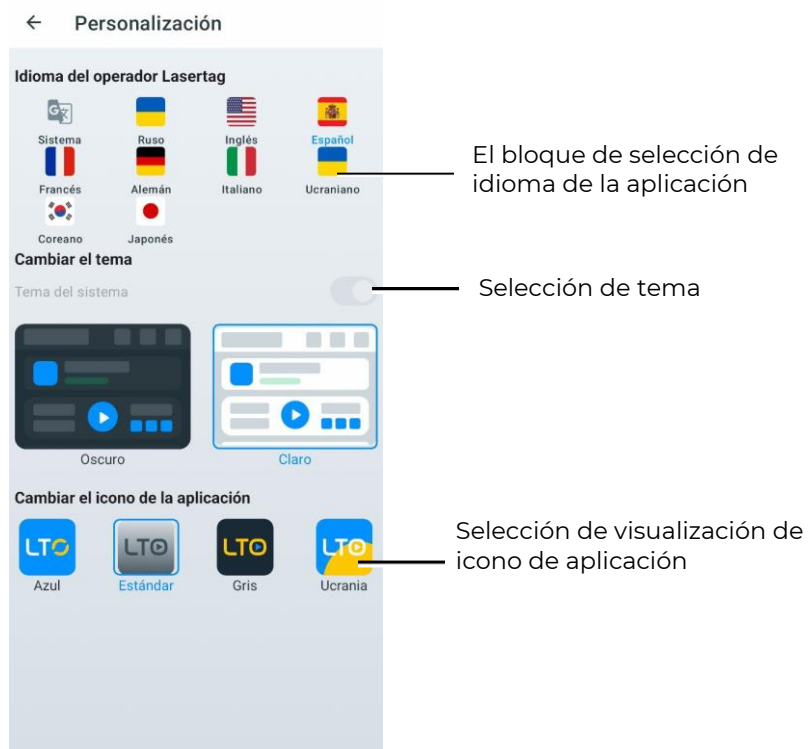 Personalización
Idioma del operador Lasertag
Sistema Ruso Inglés Español
El bloque de selección de
idioma de la aplicación
Francés Alemán Italiano Ucraniano
Coreano Japonés
Cambiar el tema
Tema del sistema
Selección de tema
Oscuro Claro
Cambiar el icono de la aplicación
LTO LTO LTO LTO
Selección de visualización de
icono de aplicación
Azul Estándar Gris Ucrania